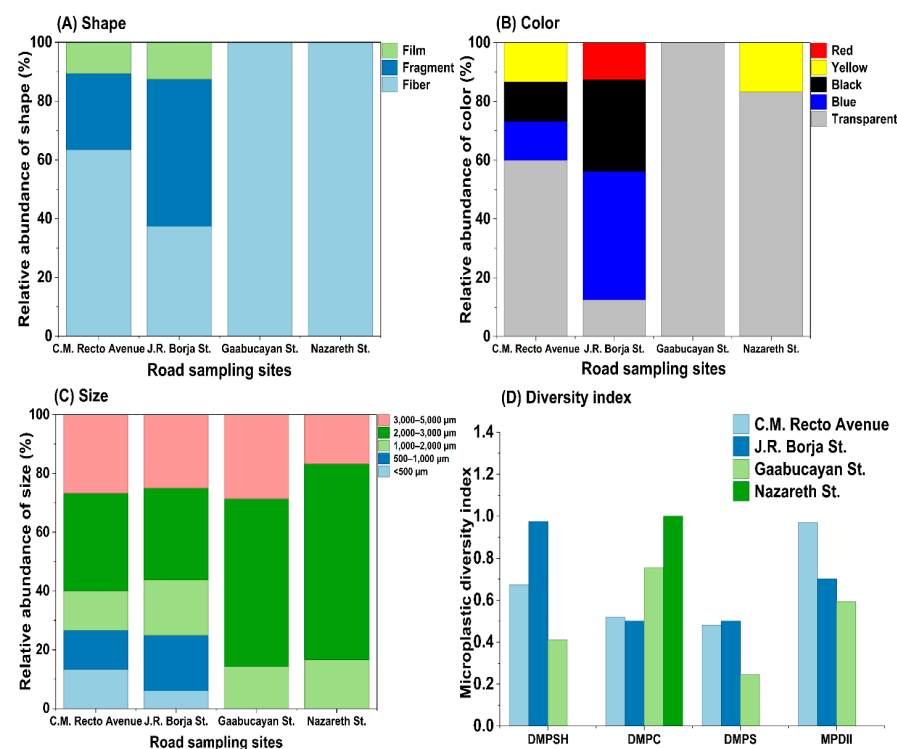 (A) Shape
Relative abundance of shape (%)
100
80
60
40
20
0
Film
Fragment
Fiber
C.M. Recto Avenue J.R. Borja St. Gaabucayan St. Nazareth St.
Road sampling sites
(B) Color
Relative abundance of color (%)
100
80
60
40
20
0
Red
Yellow
Black
Blue
Transparent
C.M. Recto Avenue J.R. Borja St. Gaabucayan St. Nazareth St.
Road sampling sites
(C) Size
Relative abundance of size (%)
100
80
60
40
20
0
3,000–5,000 μm
2,000–3,000 μm
1,000–2,000 μm
500–1,000 μm
<500 μm
C.M. Recto Avenue J.R. Borja St. Gaabucayan St. Nazareth St.
Road sampling sites
(D) Diversity index
Microplastic diversity index
1.4
1.2
1.0
0.8
0.6
0.4
0.2
0.0
C.M. Recto Avenue
J.R. Borja St.
Gaabucayan St.
Nazareth St.
DMPSH DMPC DMPS MPDII